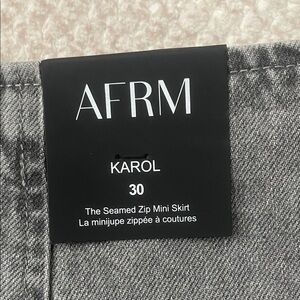 AFRM
KAROL
30
The Seamed Zip Mini Skirt
La minijupe zippée à coutures